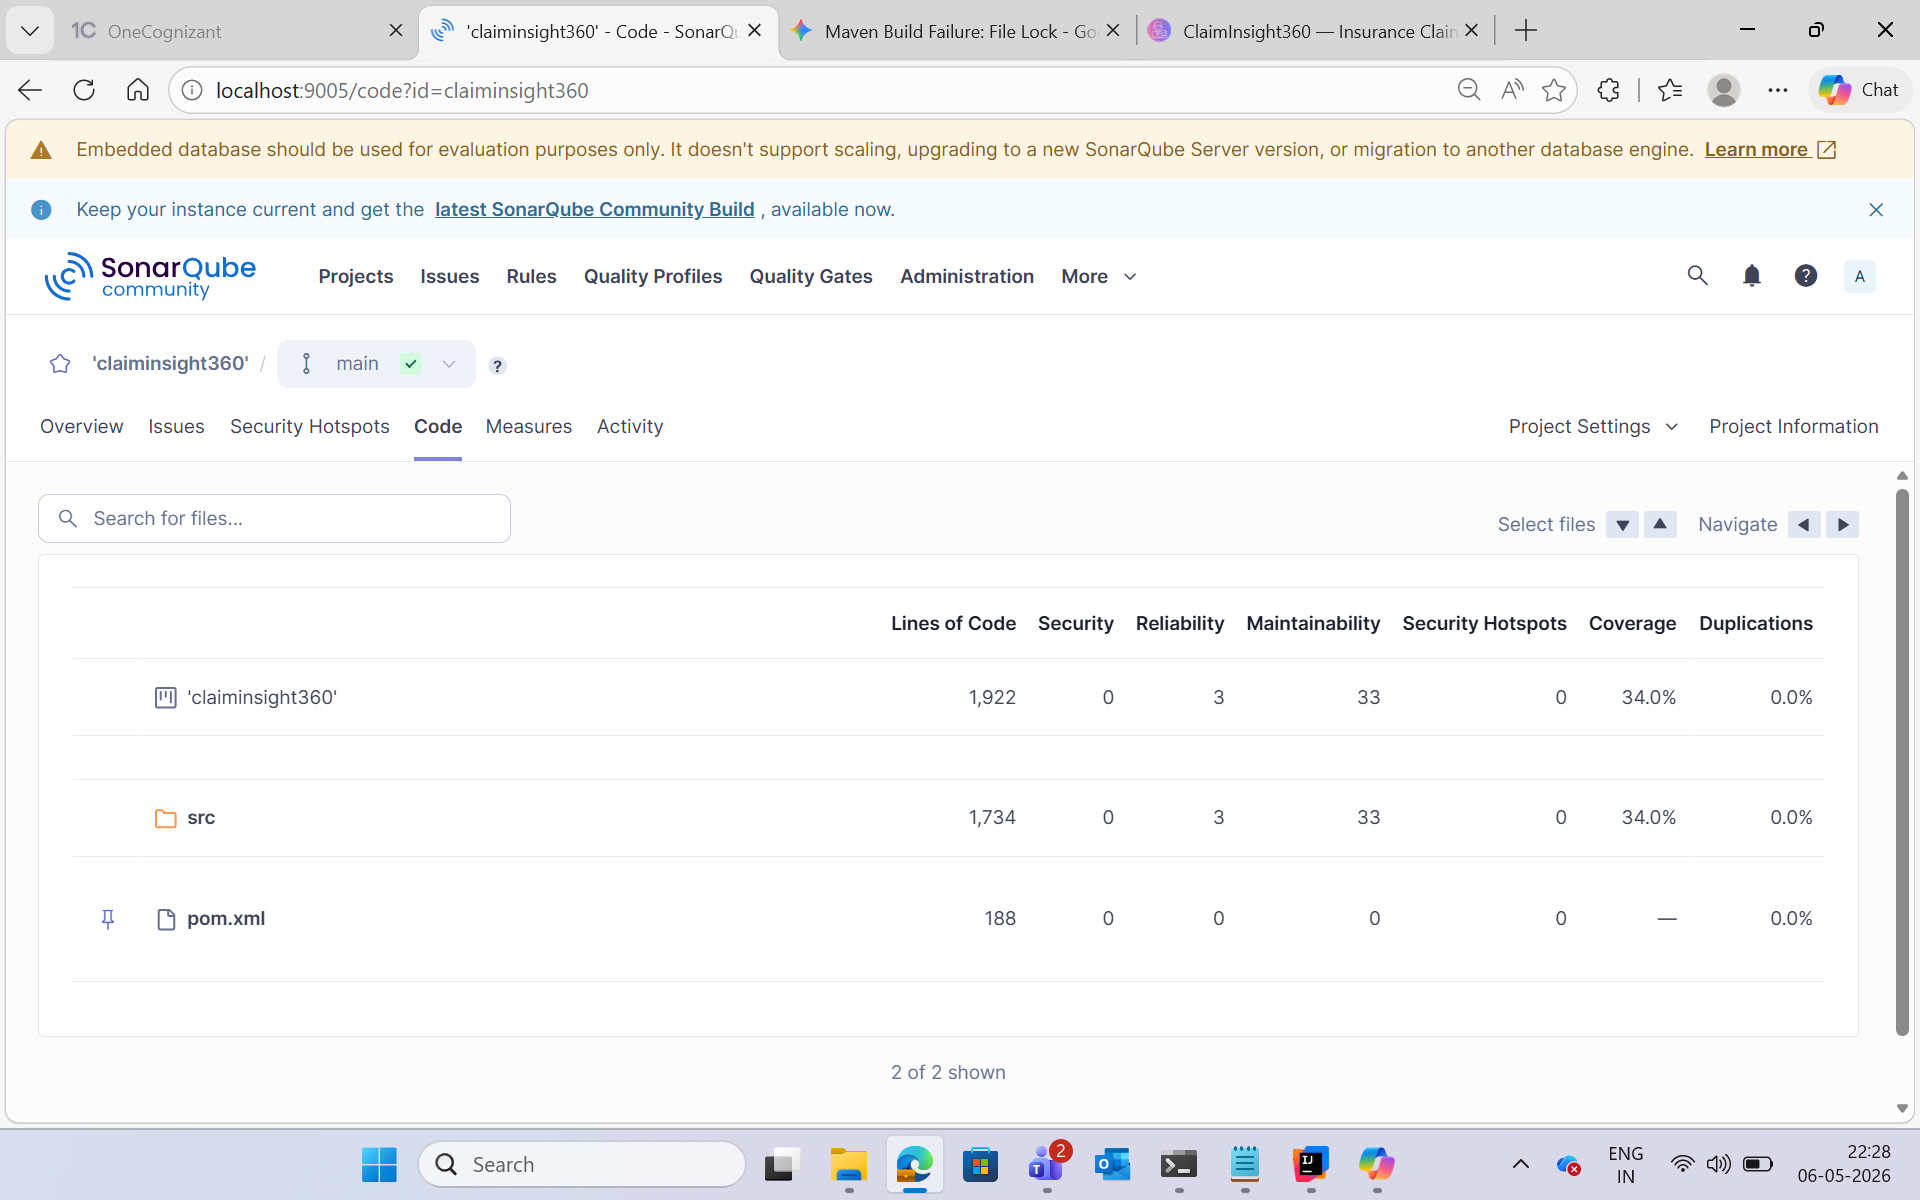 OneCognizant
'claiminsight360' - Code - SonarQu
Maven Build Failure: File Lock - Go
ClaimInsight360 — Insurance Clain
localhost:9005/code?id=claiminsight360
Chat
Embedded database should be used for evaluation purposes only. It doesn't support scaling, upgrading to a new SonarQube Server version, or migration to another database engine. Learn more
Keep your instance current and get the latest SonarQube Community Build , available now.
SonarQube community
Projects Issues Rules Quality Profiles Quality Gates Administration More
A
'claiminsight360' / main
Overview Issues Security Hotspots Code Measures Activity Project Settings Project Information
Search for files...
Select files Navigate
Lines of Code Security Reliability Maintainability Security Hotspots Coverage Duplications
'claiminsight360' 1,922 0 3 33 0 34.0% 0.0%
src 1,734 0 3 33 0 34.0% 0.0%
pom.xml 188 0 0 0 0 — 0.0%
2 of 2 shown
Search
2
ENG
IN
22:28
06-05-2026